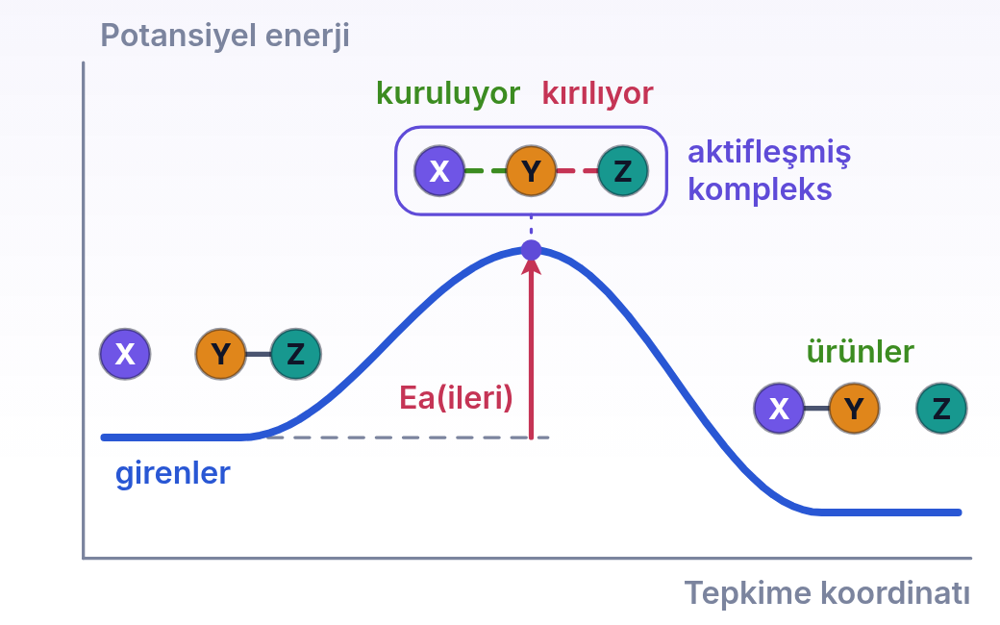 Potansiyel enerji
kuruluyor kırılıyor
X Y Z
aktifleşmiş
kompleks
X Y Z
Ea(ileri)
girenler
ürünler
X Y Z
Tepkime koordinatı